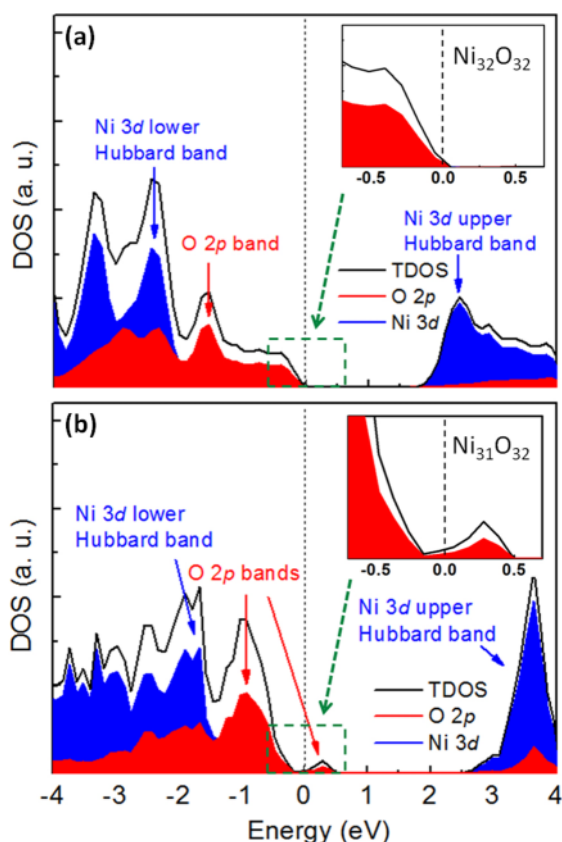 (a)
Ni32O32
-0.5 0.0 0.5
Ni 3d lower
Hubbard band
O 2p band
Ni 3d upper
Hubbard band
TDOS
O 2p
Ni 3d
DOS (a. u.)
(b)
Ni31O32
-0.5 0.0 0.5
Ni 3d lower
Hubbard band
O 2p bands
Ni 3d upper
Hubbard band
TDOS
O 2p
Ni 3d
DOS (a. u.)
-4 -3 -2 -1 0 1 2 3 4
Energy (eV)